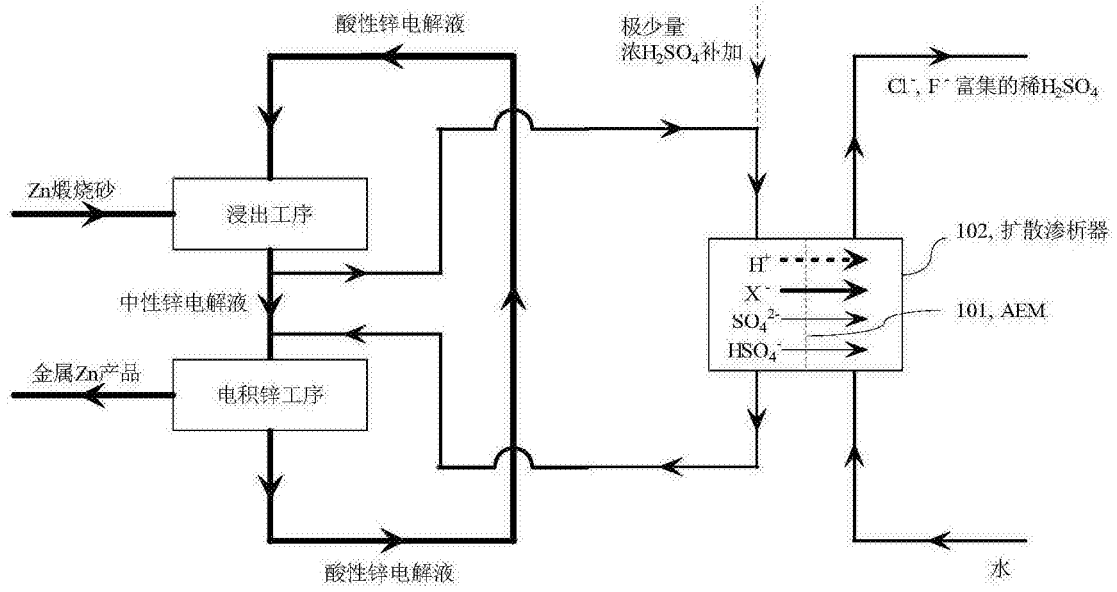 酸性锌电解液
极少量
浓H₂SO₄补加
Cl⁻, F⁻富集的稀H₂SO₄
Zn煅烧砂
浸出工序
102, 扩散渗析器
H⁺
X⁻
中性锌电解液
SO₄²⁻
101, AEM
HSO₄⁻
金属Zn产品
电积锌工序
酸性锌电解液
水